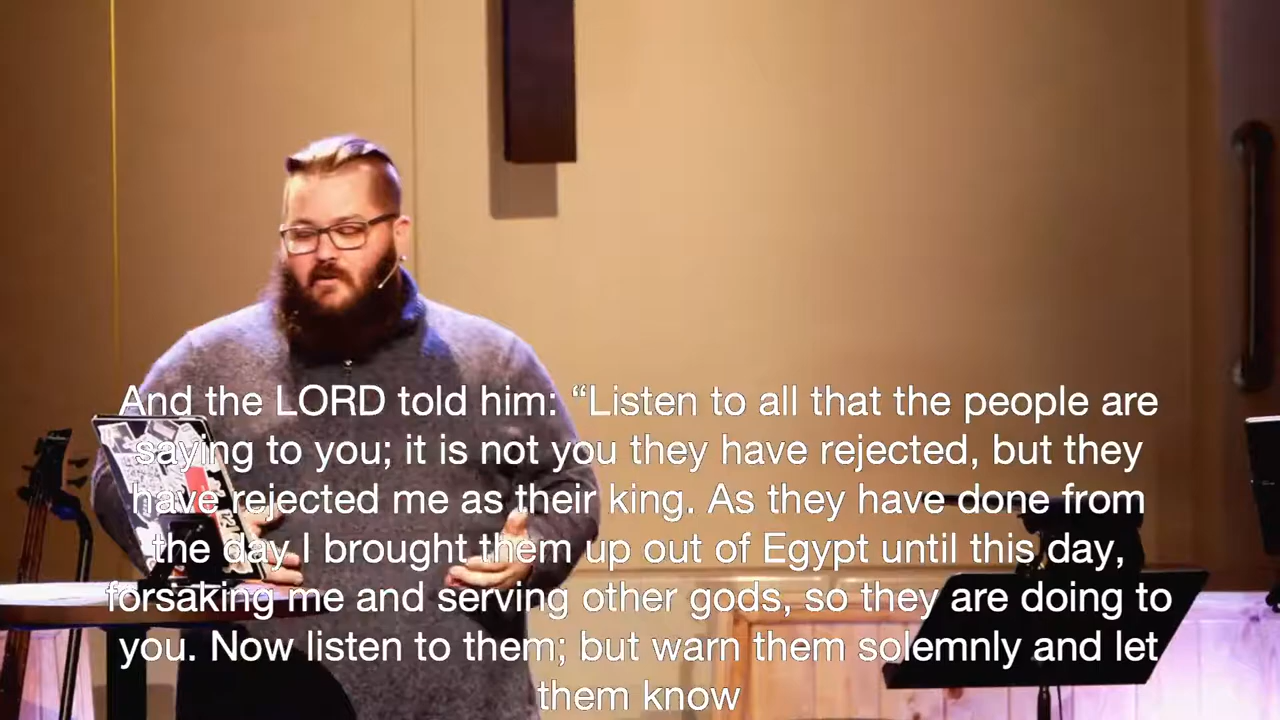 And the LORD told him: “Listen to all that the people are
saying to you; it is not you they have rejected, but they
have rejected me as their king. As they have done from
the day I brought them up out of Egypt until this day,
forsaking me and serving other gods, so they are doing to
you. Now listen to them; but warn them solemnly and let
them know